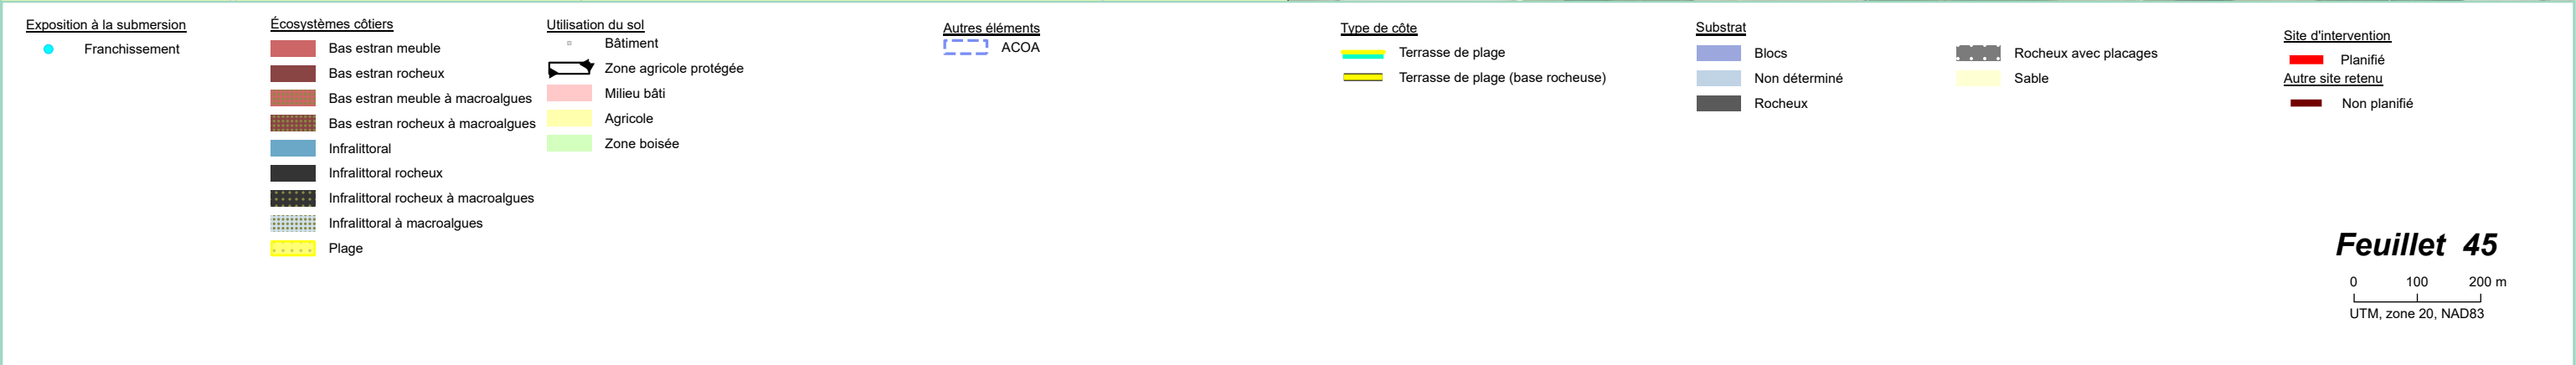 Exposition à la submersion
Franchissement
Écosystèmes côtiers
Bas estran meuble
Bas estran rocheux
Bas estran meuble à macroalgues
Bas estran rocheux à macroalgues
Infralittoral
Infralittoral rocheux
Infralittoral rocheux à macroalgues
Infralittoral à macroalgues
Plage
Utilisation du sol
Bâtiment
Zone agricole protégée
Milieu bâti
Agricole
Zone boisée
Autres éléments
ACOA
Type de côte
Terrasse de plage
Terrasse de plage (base rocheuse)
Substrat
Blocs
Non déterminé
Rocheux
Rocheux avec placages
Sable
Site d'intervention
Planifié
Autre site retenu
Non planifié
Feuillet 45
0 100 200 m
UTM, zone 20, NAD83